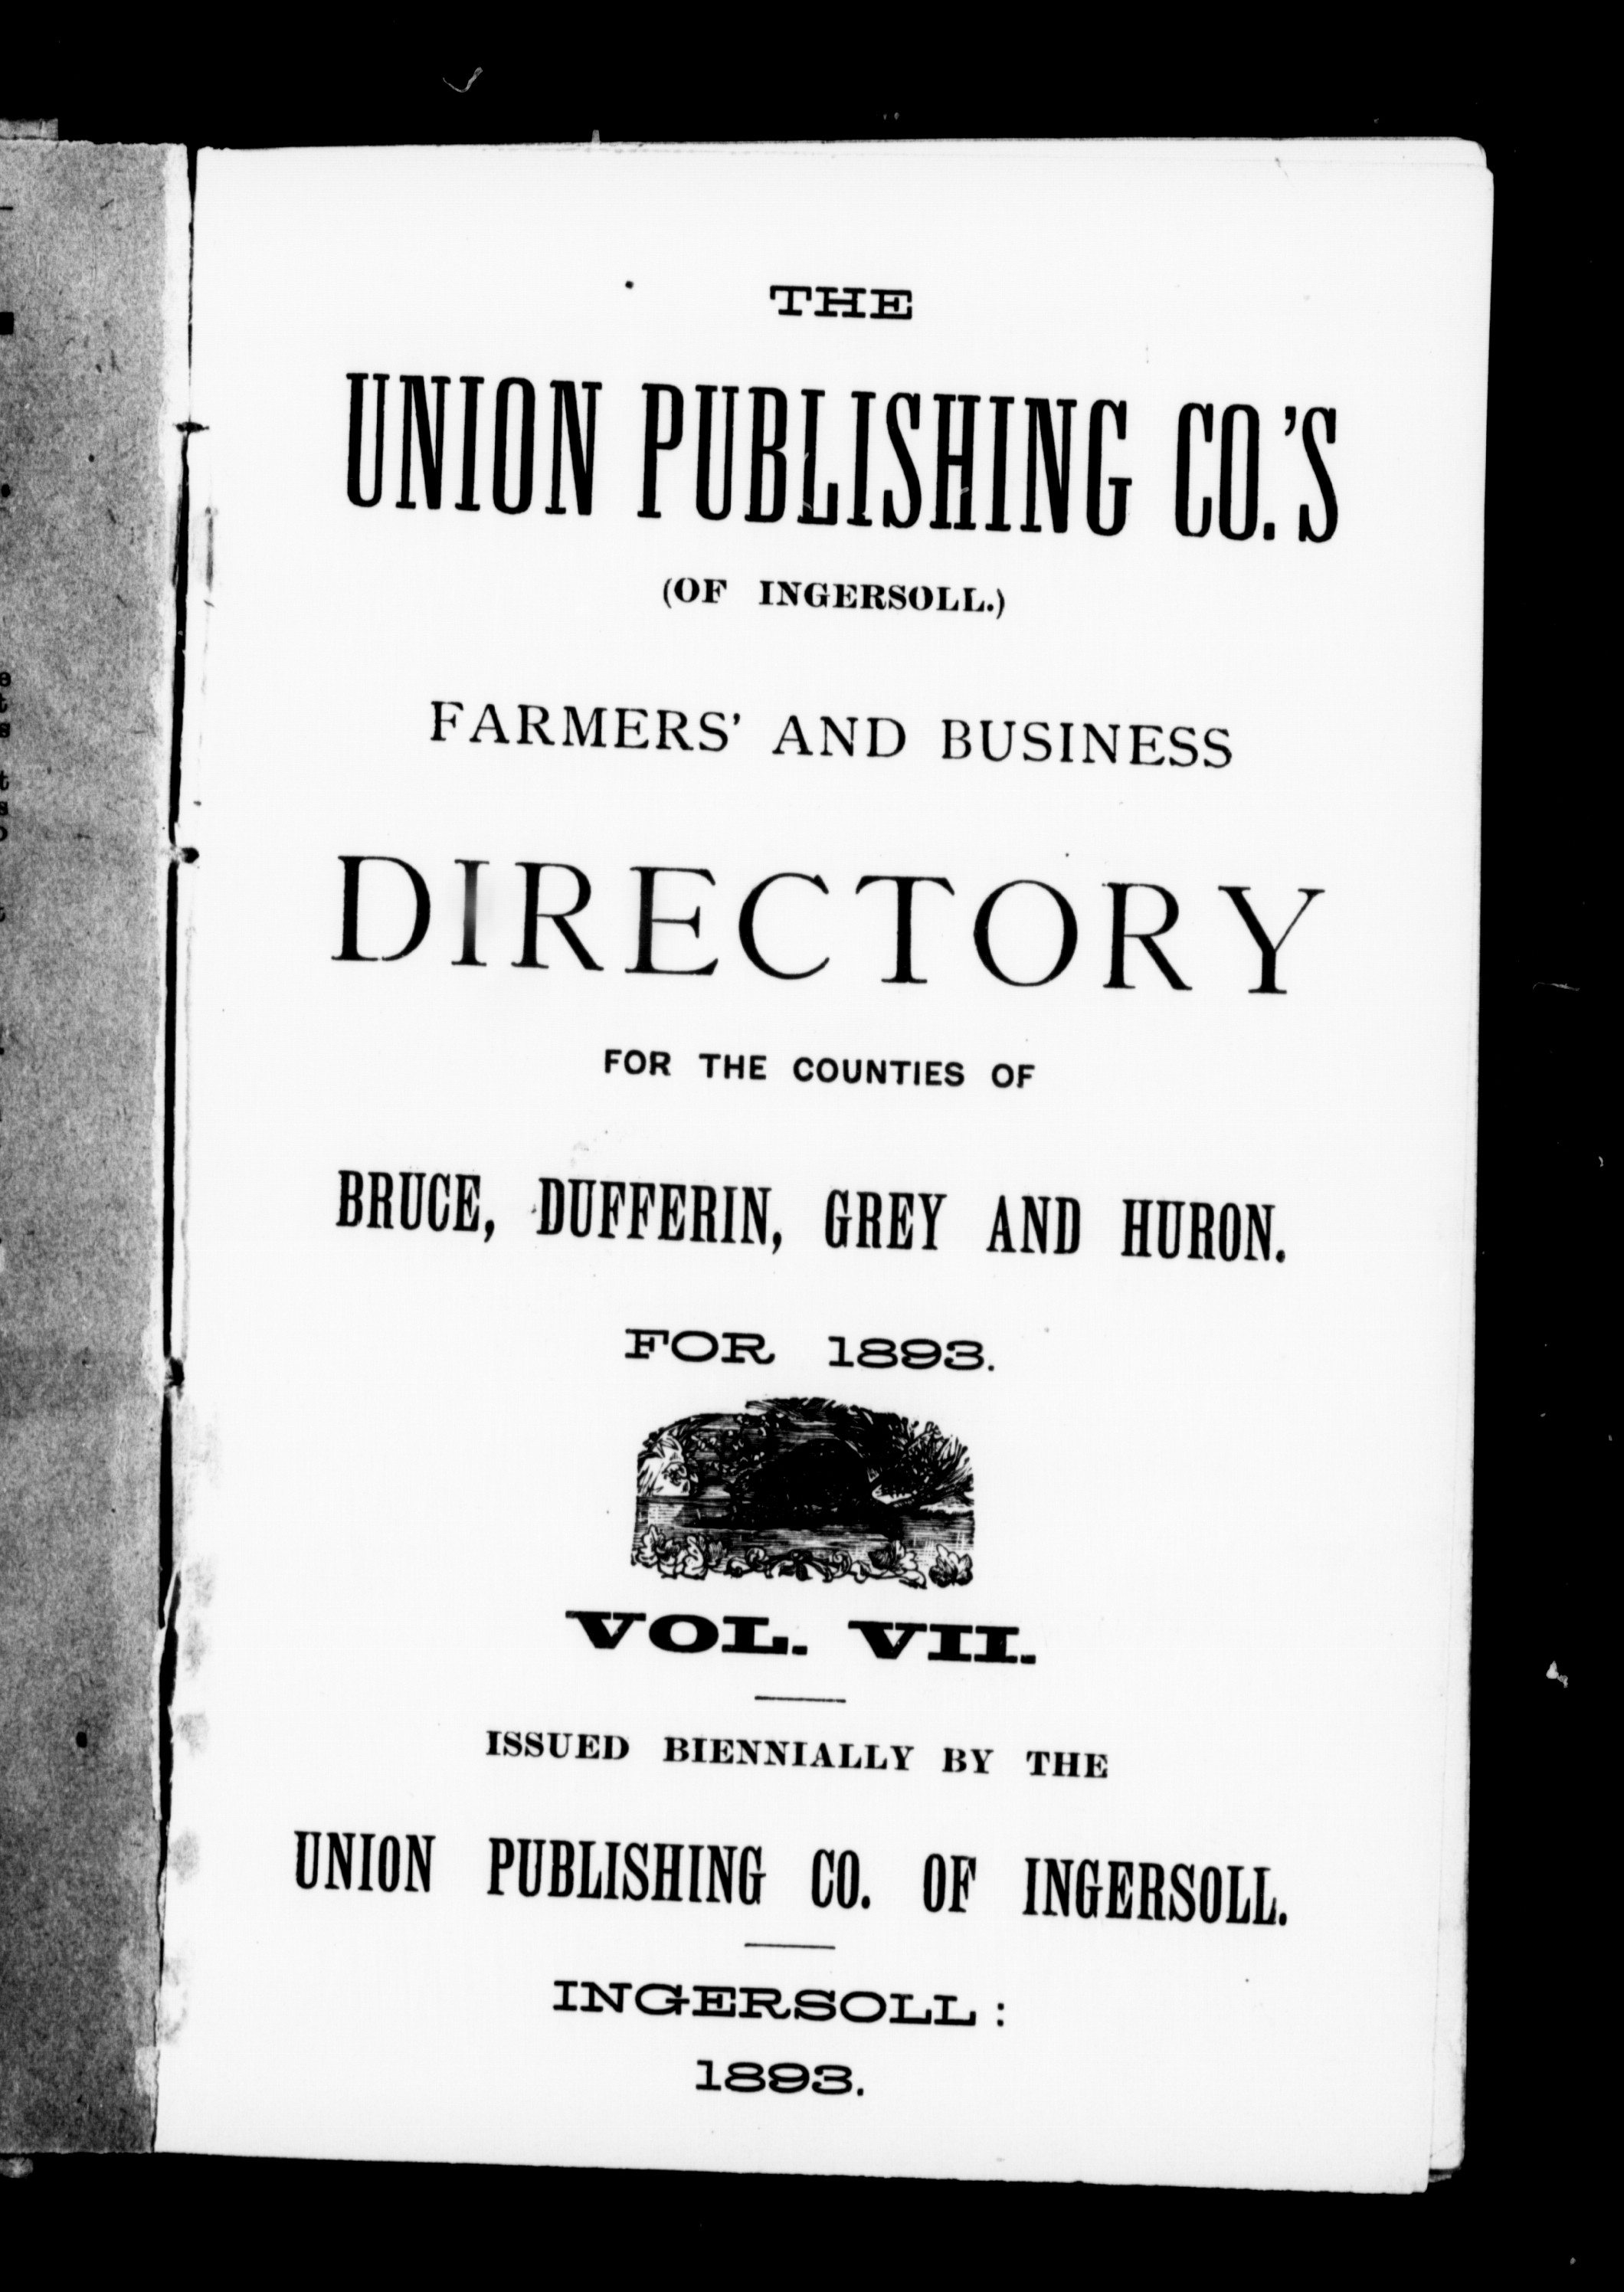 THE
UNION PUBLISHING CO.'S
(OF INGERSOLL.)
FARMERS' AND BUSINESS
DIRECTORY
FOR THE COUNTIES OF
BRUCE, DUFFERIN, GREY AND HURON.
FOR 1893.
VOL. VII.
ISSUED BIENNIALLY BY THE
UNION PUBLISHING CO. OF INGERSOLL.
INGERSOLL:
1893.